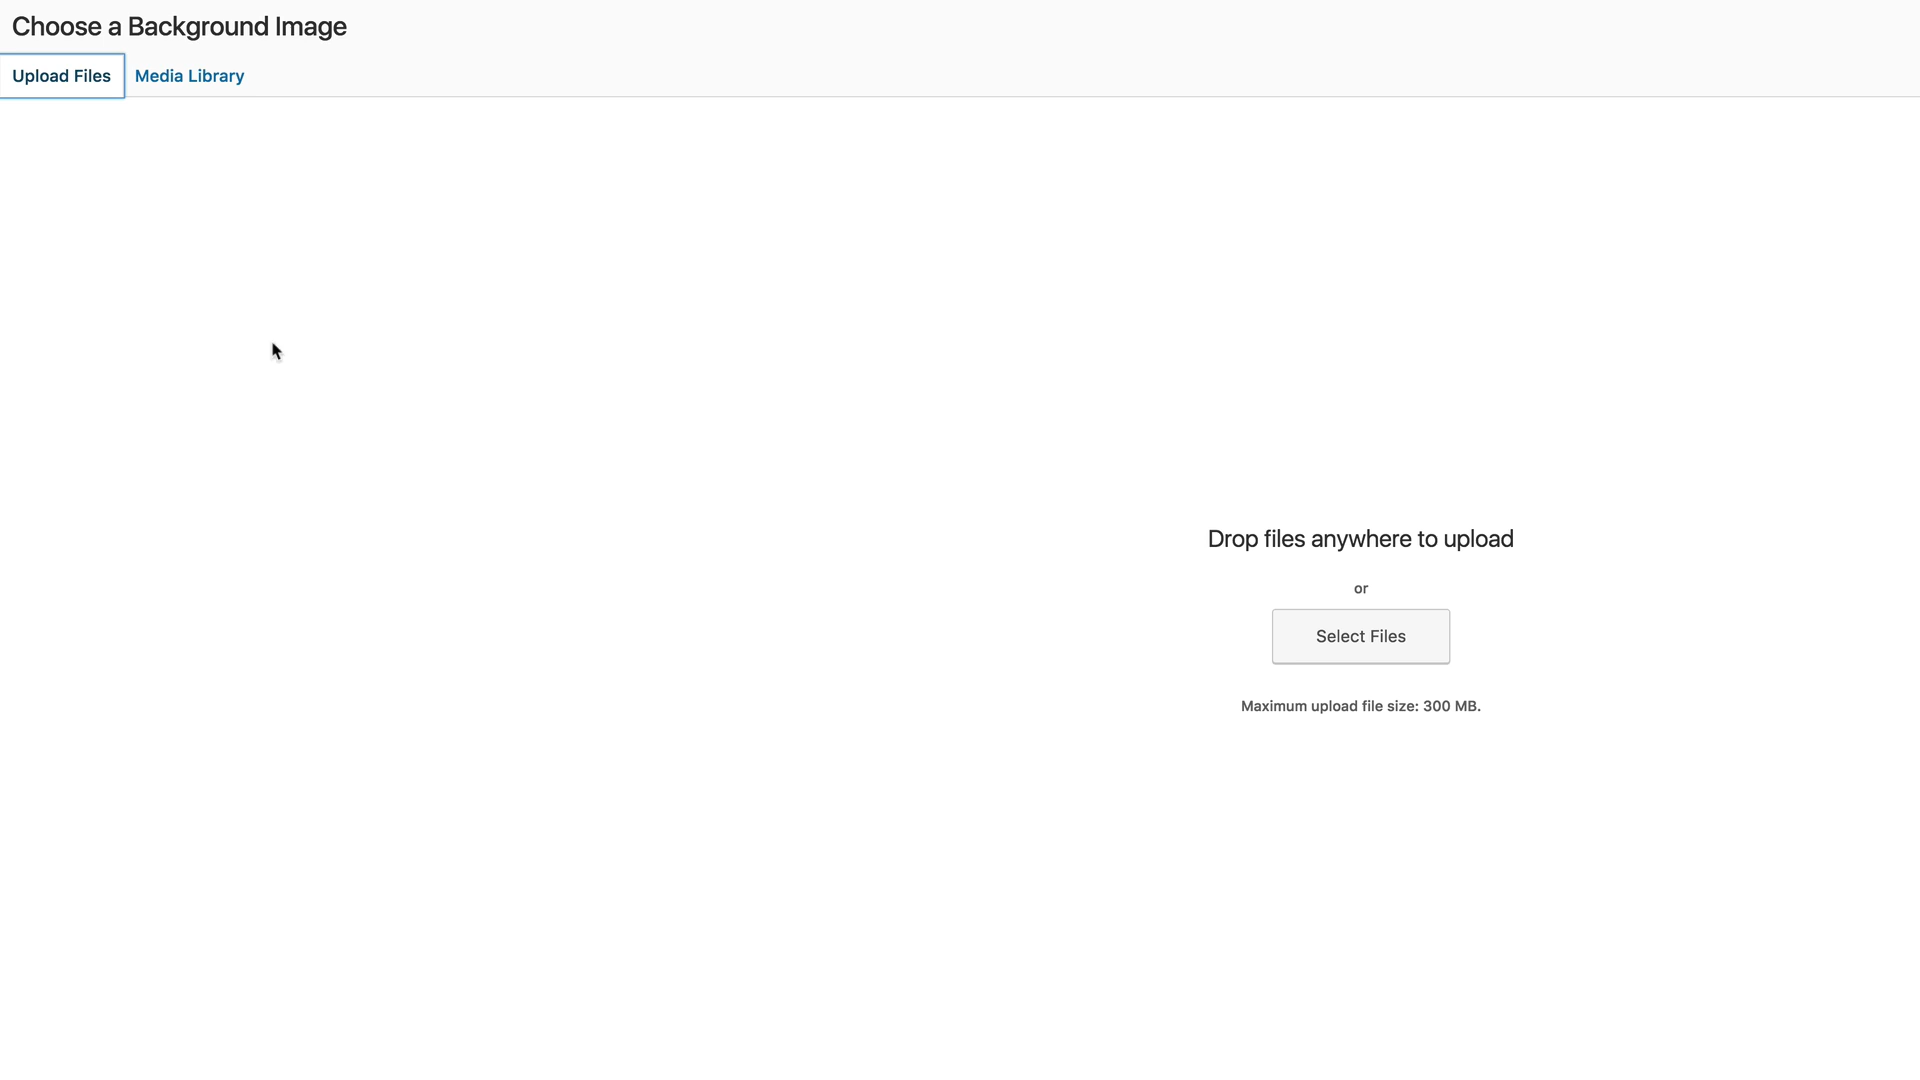 Choose a Background Image
Upload Files
Media Library
Drop files anywhere to upload
or
Select Files
Maximum upload file size: 300 MB.